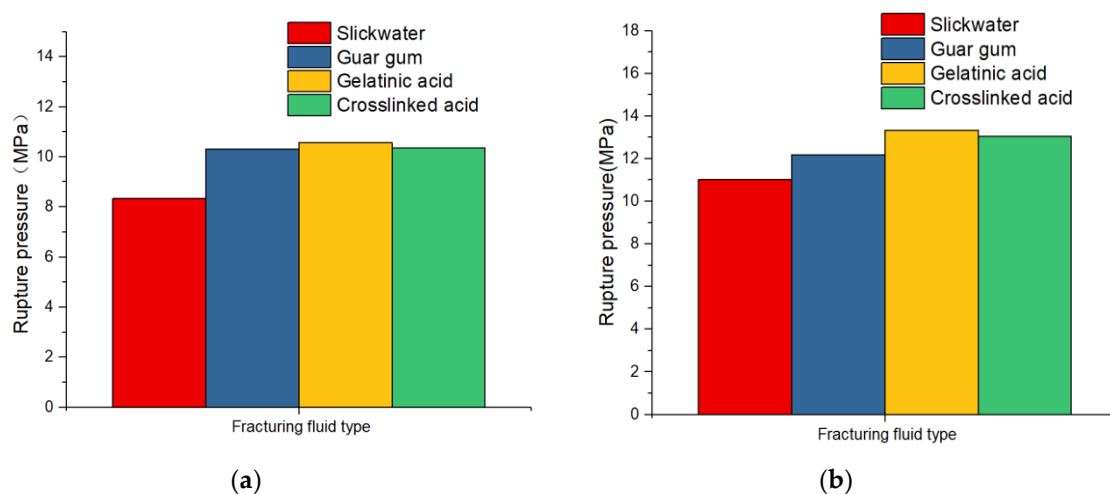 14
12
10
8
6
4
2
0
Rupture pressure（MPa）
Slickwater
Guar gum
Gelatinic acid
Crosslinked acid
Fracturing fluid type
(a)
18
16
14
12
10
8
6
4
2
0
Rupture pressure(MPa)
Slickwater
Guar gum
Gelatinic acid
Crosslinked acid
Fracturing fluid type
(b)